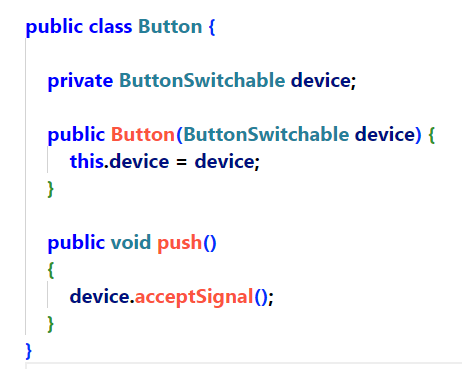 public class Button {
private ButtonSwitchable device;
public Button(ButtonSwitchable device) {
this.device = device;
}
public void push()
{
device.acceptSignal();
}
}